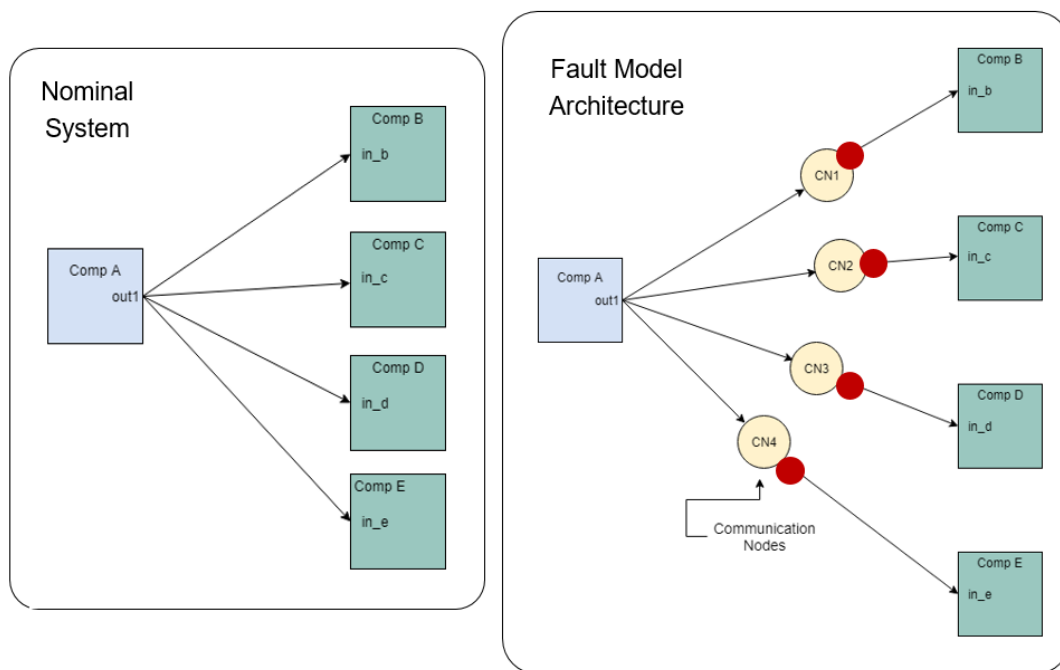 Nominal
System
Comp B
in_b
Comp C
in_c
Comp A
out1
Comp D
in_d
Comp E
in_e
Fault Model
Architecture
Comp B
in_b
CN1
Comp C
in_c
CN2
Comp A
out1
CN3
Comp D
in_d
CN4
Communication
Nodes
Comp E
in_e